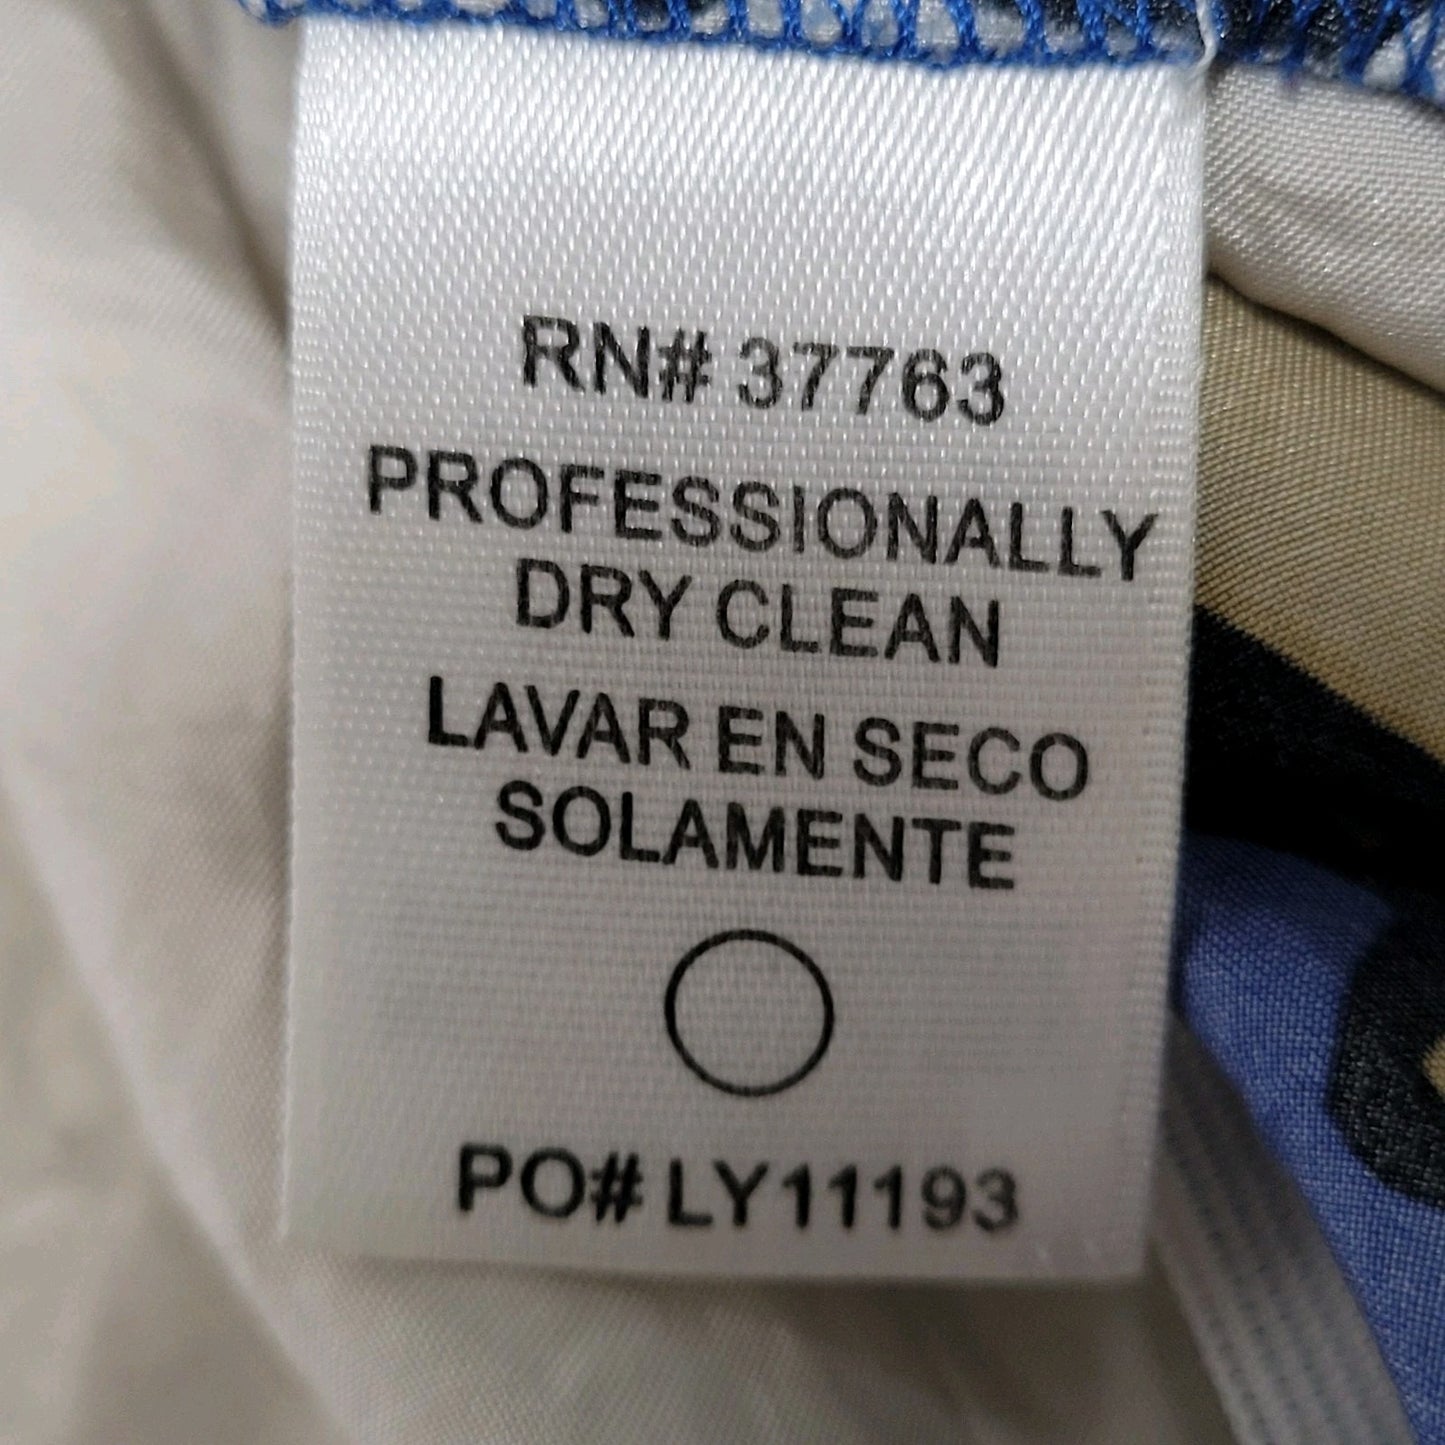 RN# 37763
PROFESSIONALLY
DRY CLEAN
LAVAR EN SECO
SOLAMENTE
PO# LY11193